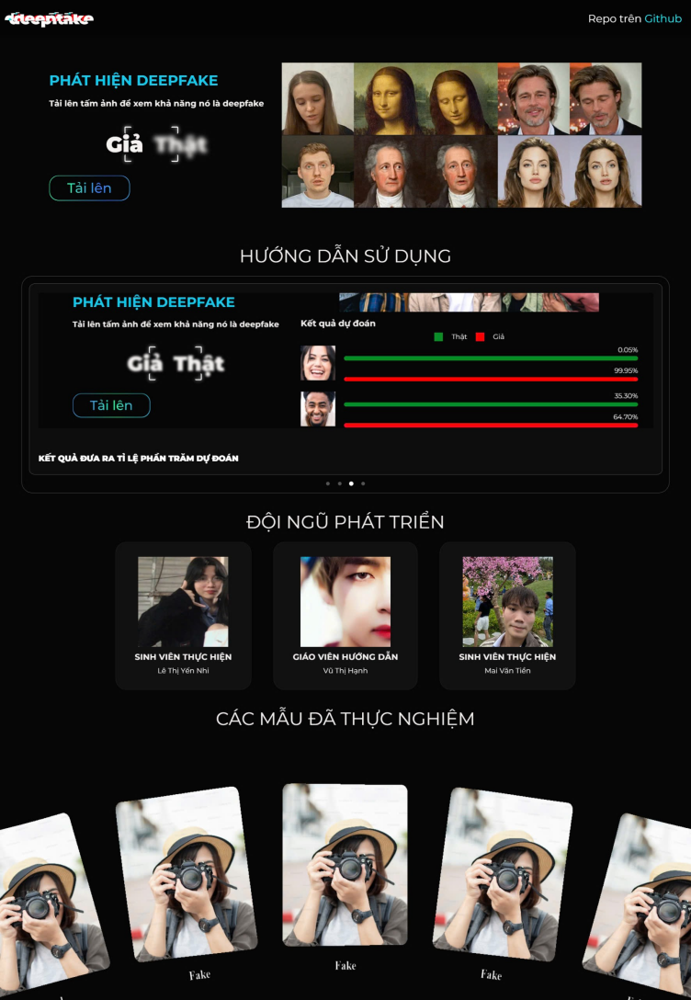 deepfake
Repo trên Github
PHÁT HIỆN DEEPFAKE
Tải lên tấm ảnh để xem khả năng nó là deepfake
Giả Thật
Tải lên
HƯỚNG DẪN SỬ DỤNG
PHÁT HIỆN DEEPFAKE
Tải lên tấm ảnh để xem khả năng nó là deepfake
Giả Thật
Tải lên
Kết quả dự đoán
Thật Giả
0.05%
99.95%
35.30%
64.70%
KẾT QUẢ ĐƯA RA TỈ LỆ PHẦN TRĂM DỰ ĐOÁN
ĐỘI NGŨ PHÁT TRIỂN
SINH VIÊN THỰC HIỆN
Lê Thị Yến Nhi
GIÁO VIÊN HƯỚNG DẪN
Vũ Thị Hạnh
SINH VIÊN THỰC HIỆN
Mai Văn Tiền
CÁC MẪU ĐÃ THỰC NGHIỆM
Fake
Fake
Fake